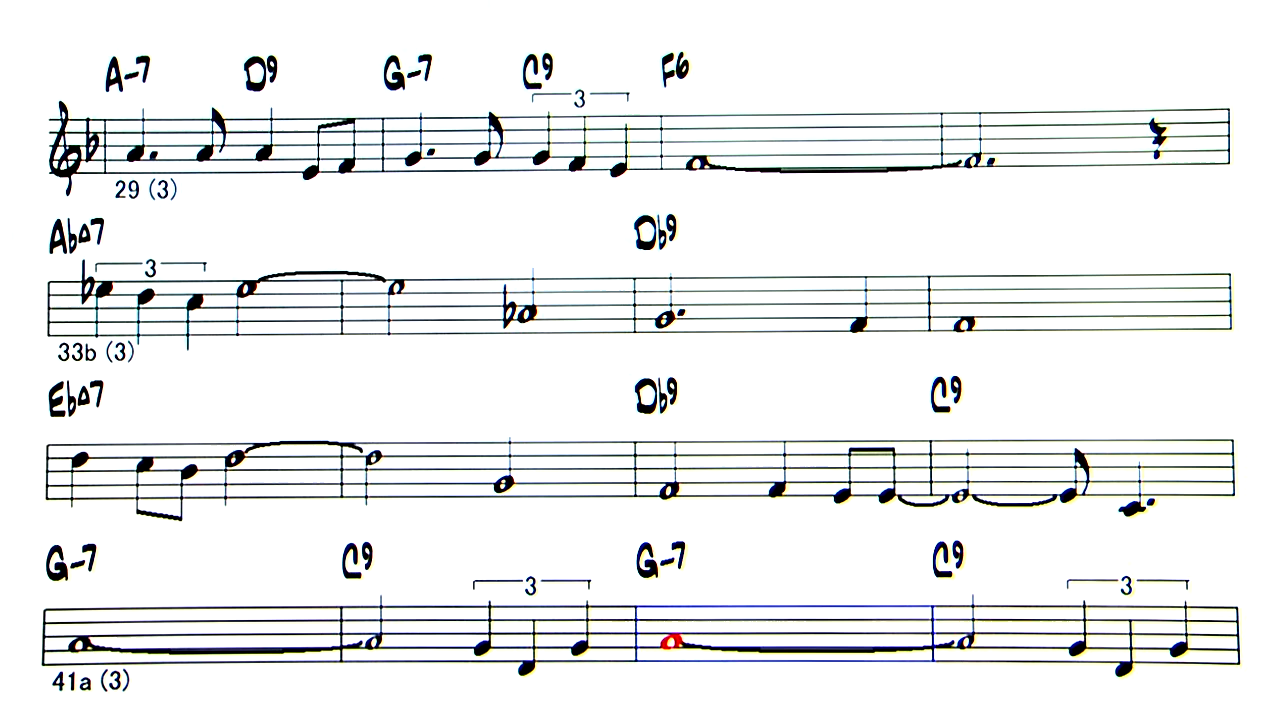 A-7 D9 G-7 C9 F6
3
29 (3)
Ab∆7 Db9
3
33b (3)
Eb∆7 Db9 C9
G-7 C9 G-7 C9
3 3
41a (3)